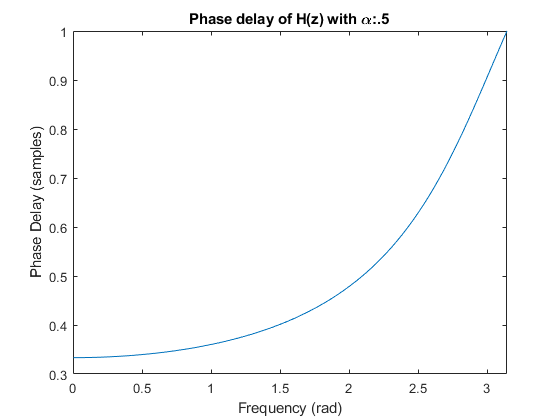 Phase delay of H(z) with α:.5
1
0.9
0.8
0.7
0.6
0.5
0.4
0.3
Phase Delay (samples)
0 0.5 1 1.5 2 2.5 3
Frequency (rad)